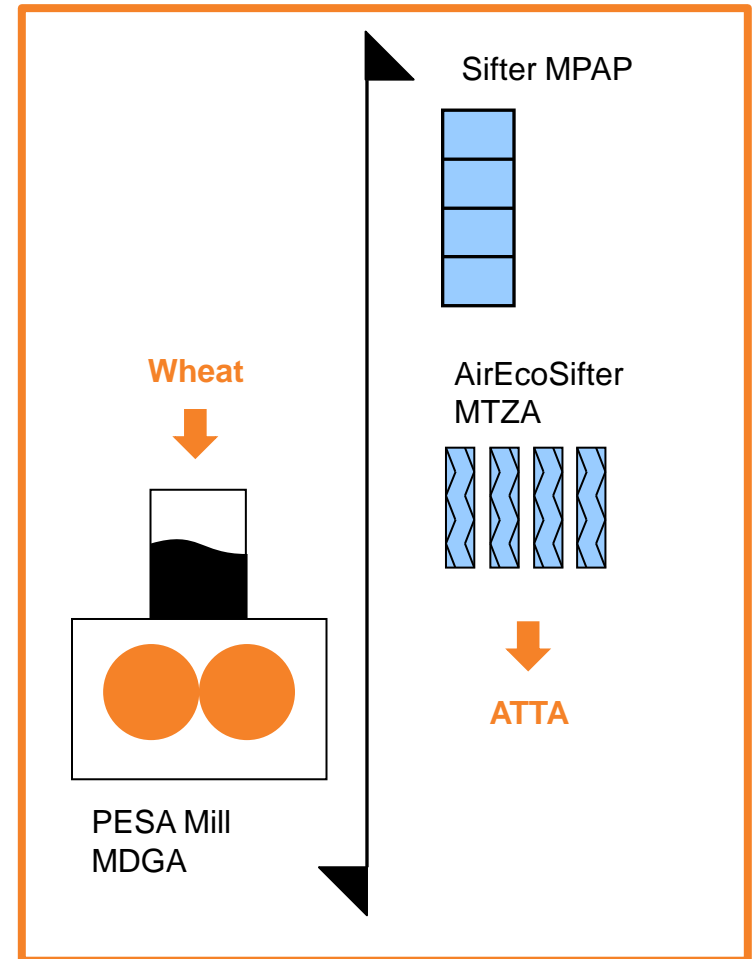 Sifter MPAP
Wheat
AirEcoSifter
MTZA
ATTA
PESA Mill
MDGA